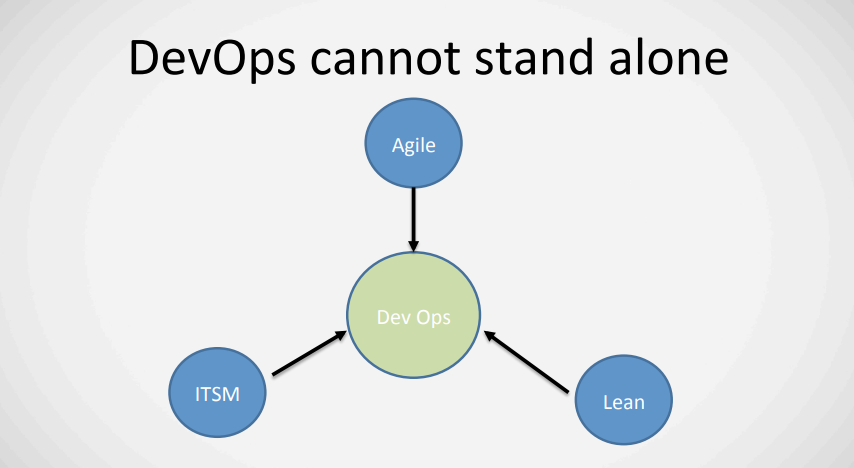 DevOps cannot stand alone
Agile
Dev Ops
ITSM
Lean